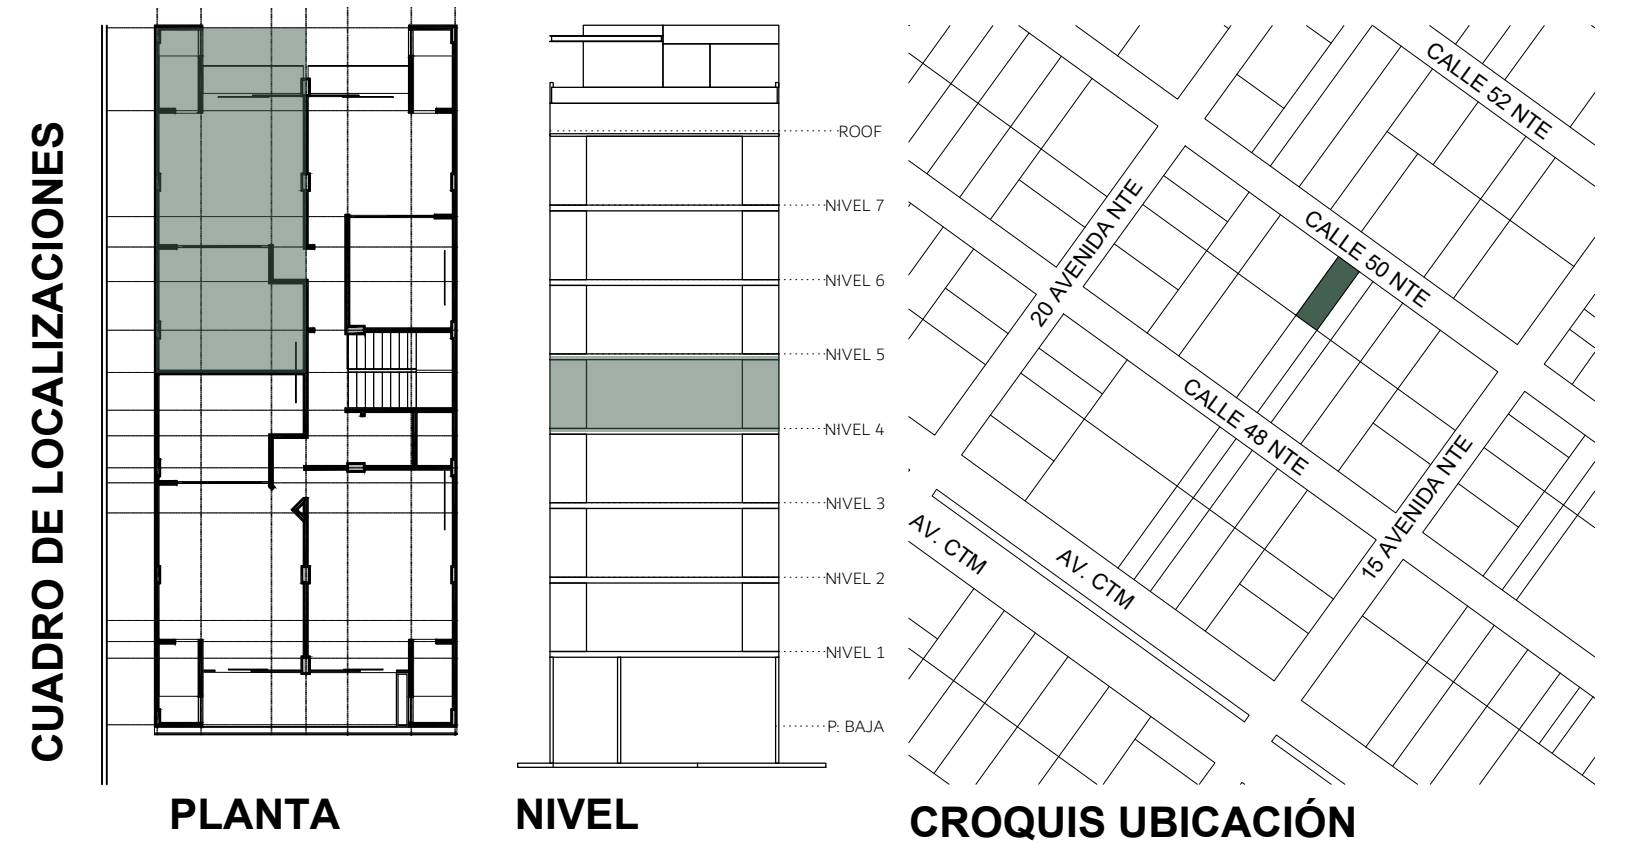 CUADRO DE LOCALIZACIONES
PLANTA
ROOF
NIVEL 7
NIVEL 6
NIVEL 5
NIVEL 4
NIVEL 3
NIVEL 2
NIVEL 1
P: BAJA
NIVEL
CALLE 52 NTE
20 AVENIDA NTE
CALLE 50 NTE
CALLE 48 NTE
15 AVENIDA NTE
AV. CTM
AV. CTM
CROQUIS UBICACIÓN